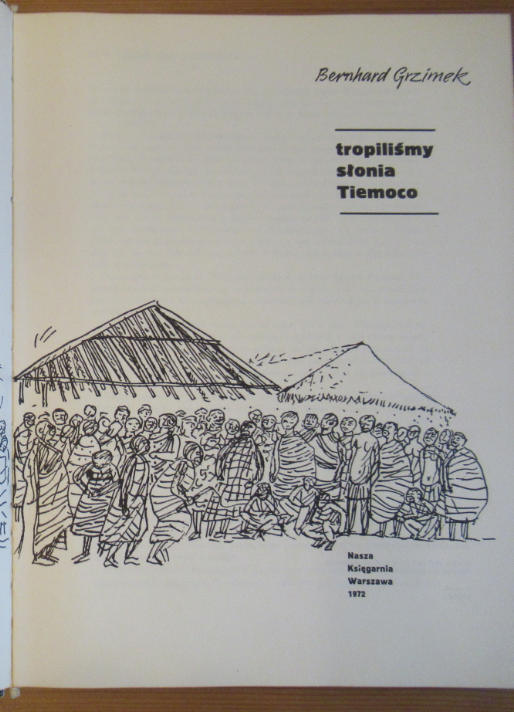 Bernhard Grzimek
tropiliśmy
słonia
Tiemoco
Nasza
Księgarnia
Warszawa
1972